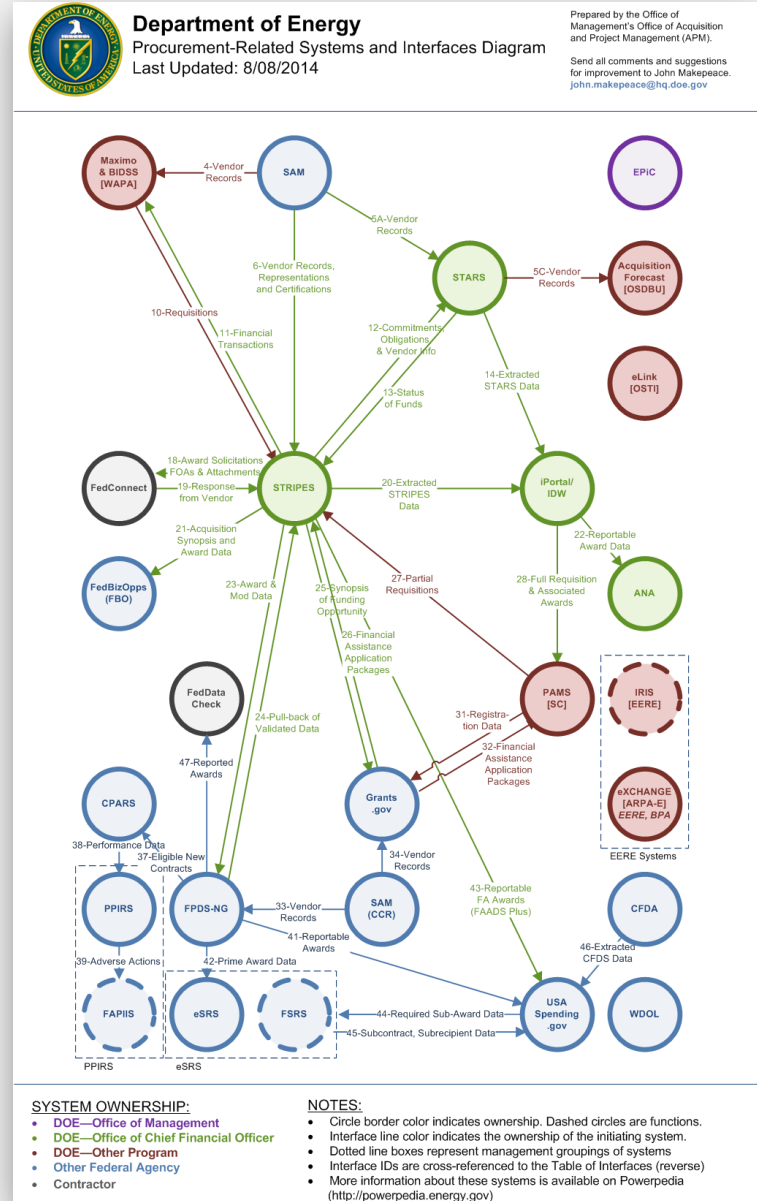 DEPARTMENT OF ENERGY
UNITED STATES OF AMERICA
Department of Energy
Procurement-Related Systems and Interfaces Diagram
Last Updated: 8/08/2014
Prepared by the Office of
Management's Office of Acquisition
and Project Management (APM).
Send all comments and suggestions
for improvement to John Makepeace.
john.makepeace@hq.doe.gov
Maximo
& BIDSS
[WAPA]
4-Vendor
Records
SAM
EPiC
5A-Vendor
Records
6-Vendor Records,
Representations
and Certifications
STARS
5C-Vendor
Records
Acquisition
Forecast
[OSDBU]
10-Requisitions
11-Financial
Transactions
12-Commitments,
Obligations,
& Vendor Info
13-Status
of Funds
14-Extracted
STARS Data
eLink
[OSTI]
FedConnect
18-Award Solicitations
FOAs & Attachments
19-Response
from Vendor
STRIPES
20-Extracted
STRIPES
Data
iPortal/
IDW
21-Acquisition
Synopsis and
Award Data
22-Reportable
Award Data
FedBizOpps
(FBO)
23-Award &
Mod Data
25-Synopsis
of Funding
Opportunity
27-Partial
Requisitions
28-Full Requisition
& Associated
Awards
ANA
26-Financial
Assistance
Application
Packages
FedData
Check
24-Pull-back of
Validated Data
PAMS
[SC]
IRIS
[EERE]
31-Registra-
tion Data
32-Financial
Assistance
Application
Packages
47-Reported
Awards
CPARS
Grants
.gov
eXCHANGE
[ARPA-E]
EERE, BPA
EERE Systems
38-Performance Data
37-Eligible New
Contracts
34-Vendor
Records
43-Reportable
FA Awards
(FAADS Plus)
PPIRS
FPDS-NG
33-Vendor
Records
SAM
(CCR)
CFDA
41-Reportable
Awards
46-Extracted
CFDS Data
39-Adverse Actions
42-Prime Award Data
FAPIIS
eSRS
FSRS
44-Required Sub-Award Data
45-Subcontract, Subrecipient Data
USA
Spending
.gov
WDOL
PPIRS
eSRS
SYSTEM OWNERSHIP:
• DOE—Office of Management
• DOE—Office of Chief Financial Officer
• DOE—Other Program
• Other Federal Agency
• Contractor
NOTES:
• Circle border color indicates ownership. Dashed circles are functions.
• Interface line color indicates the ownership of the initiating system.
• Dotted line boxes represent management groupings of systems
• Interface IDs are cross-referenced to the Table of Interfaces (reverse)
• More information about these systems is available on Powerpedia
(http://powerpedia.energy.gov)